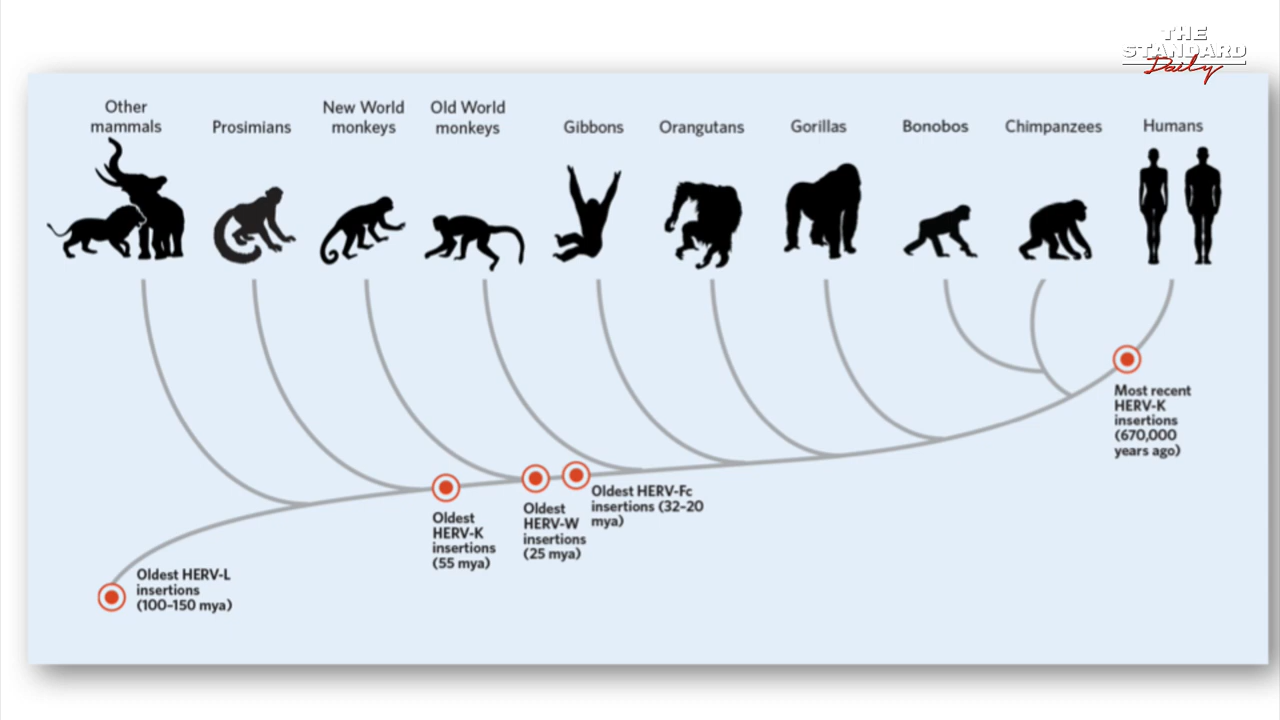 THE
STANDARD
Daily
Other
mammals
Prosimians
New World
monkeys
Old World
monkeys
Gibbons
Orangutans
Gorillas
Bonobos
Chimpanzees
Humans
Most recent
HERV-K
insertions
(670,000
years ago)
Oldest HERV-Fc
insertions (32–20
mya)
Oldest
HERV-W
insertions
(25 mya)
Oldest
HERV-K
insertions
(55 mya)
Oldest HERV-L
insertions
(100–150 mya)